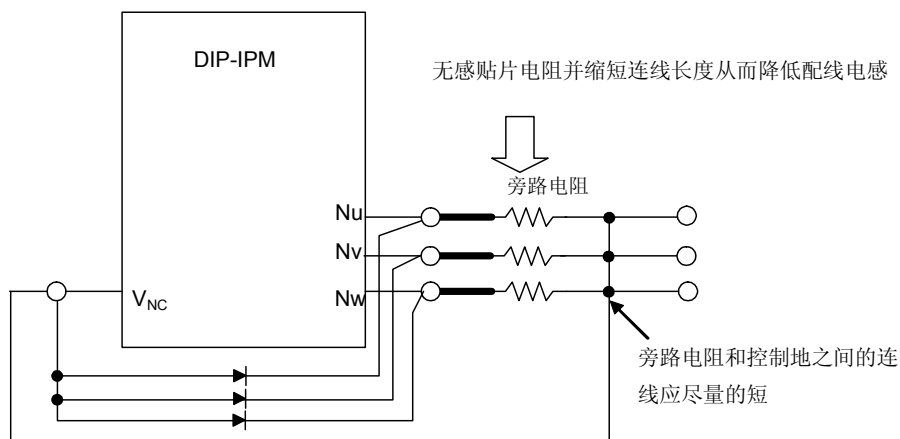 DIP-IPM
无感贴片电阻并缩短连线长度从而降低配线电感
旁路电阻
Nu
Nv
Nw
VNC
旁路电阻和控制地之间的连
线应尽量的短